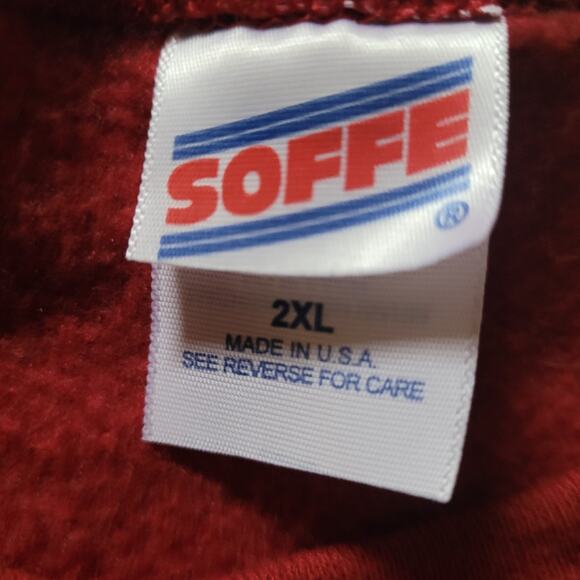 SOFFE
®
2XL
MADE IN U.S.A.
SEE REVERSE FOR CARE